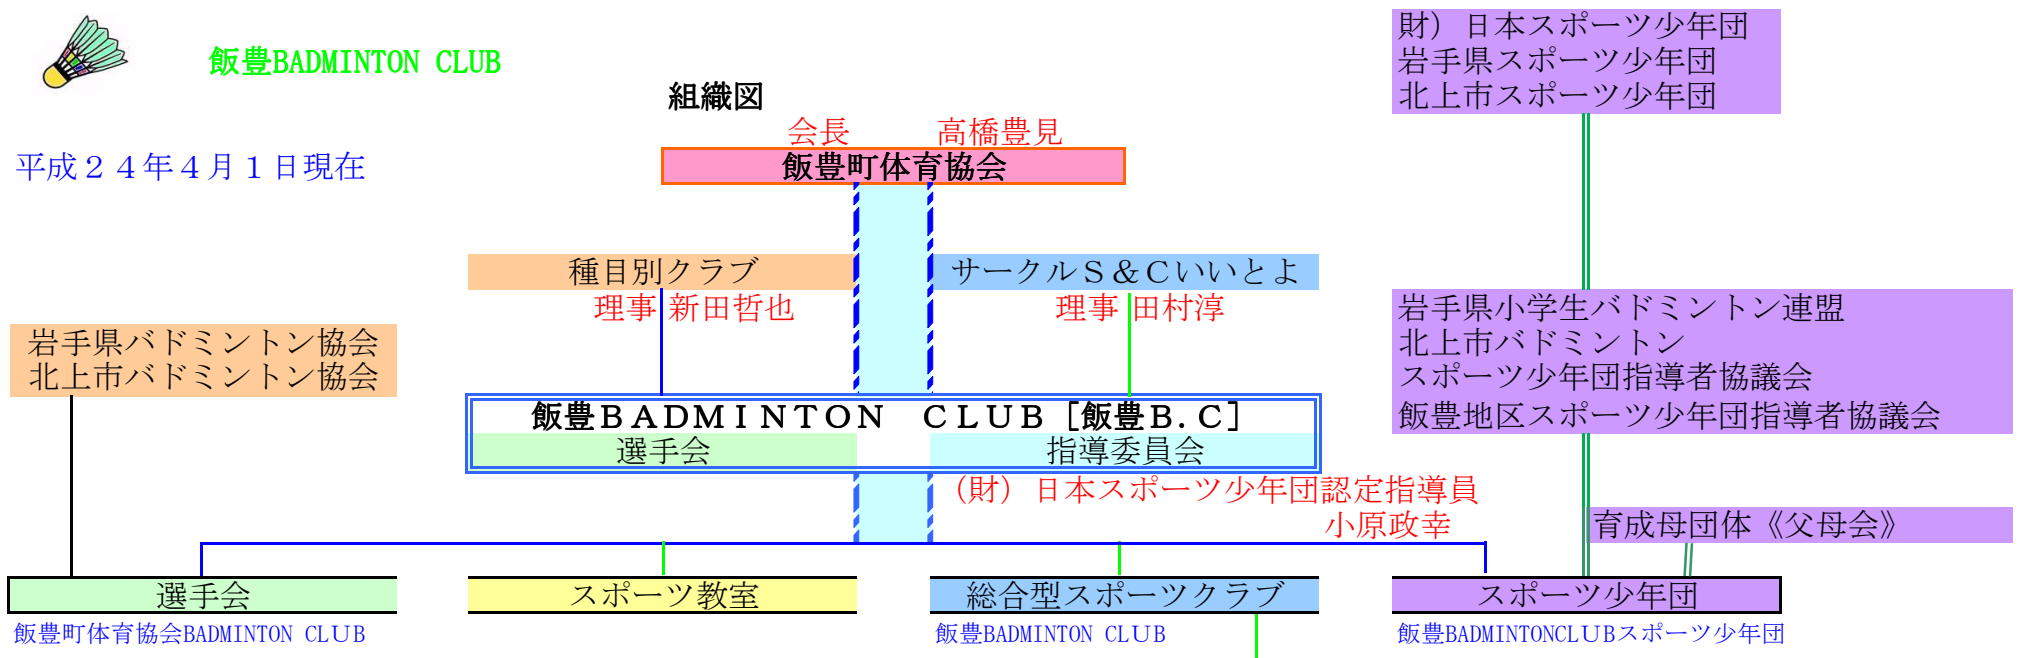 飯豊BADMINTON CLUB
組織図
平成２４年４月１日現在
会長　高橋豊見
飯豊町体育協会
財）日本スポーツ少年団
岩手県スポーツ少年団
北上市スポーツ少年団
種目別クラブ
理事 新田哲也
サークルＳ＆Ｃいいとよ
理事 田村淳
岩手県バドミントン協会
北上市バドミントン協会
岩手県小学生バドミントン連盟
北上市バドミントン
スポーツ少年団指導者協議会
飯豊地区スポーツ少年団指導者協議会
飯豊ＢＡＤＭＩＮＴＯＮ　ＣＬＵＢ［飯豊Ｂ.Ｃ］
選手会
指導委員会
（財）日本スポーツ少年団認定指導員
小原政幸
育成母団体《父母会》
選手会
スポーツ教室
総合型スポーツクラブ
スポーツ少年団
飯豊町体育協会BADMINTON CLUB
飯豊BADMINTON CLUB
飯豊BADMINTONCLUBスポーツ少年団